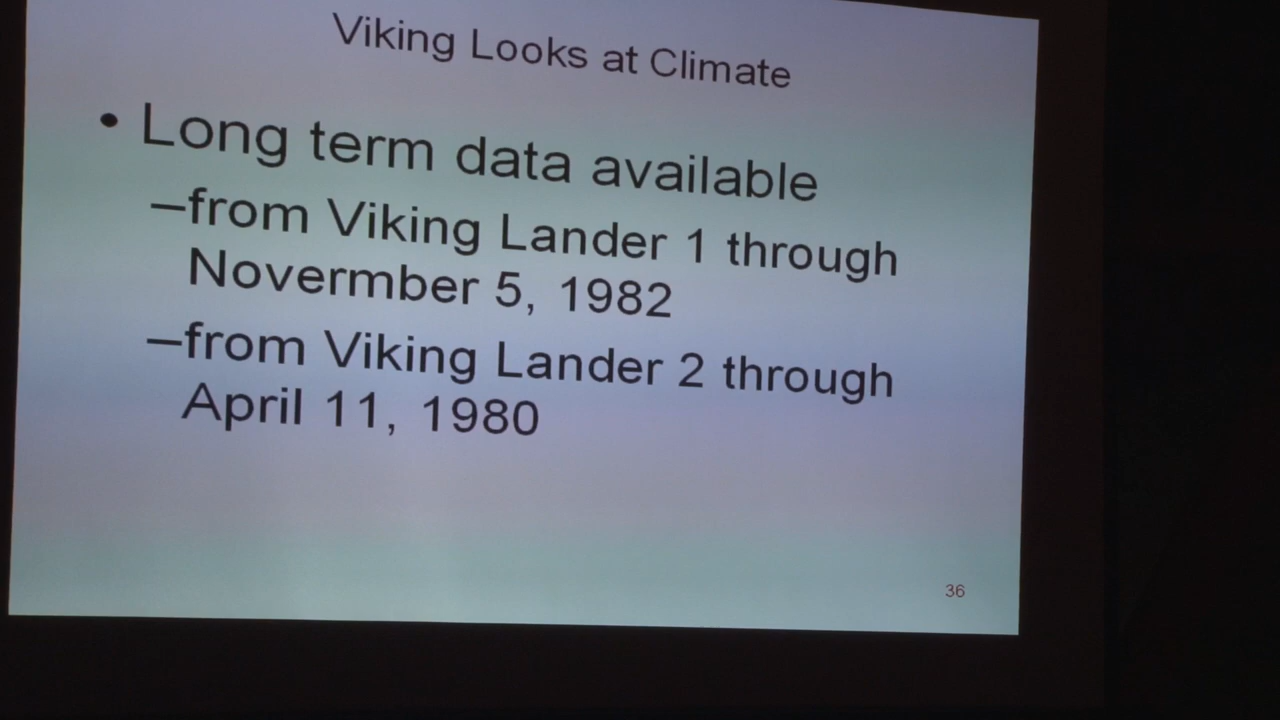 Viking Looks at Climate
• Long term data available
–from Viking Lander 1 through
Novermber 5, 1982
–from Viking Lander 2 through
April 11, 1980
36